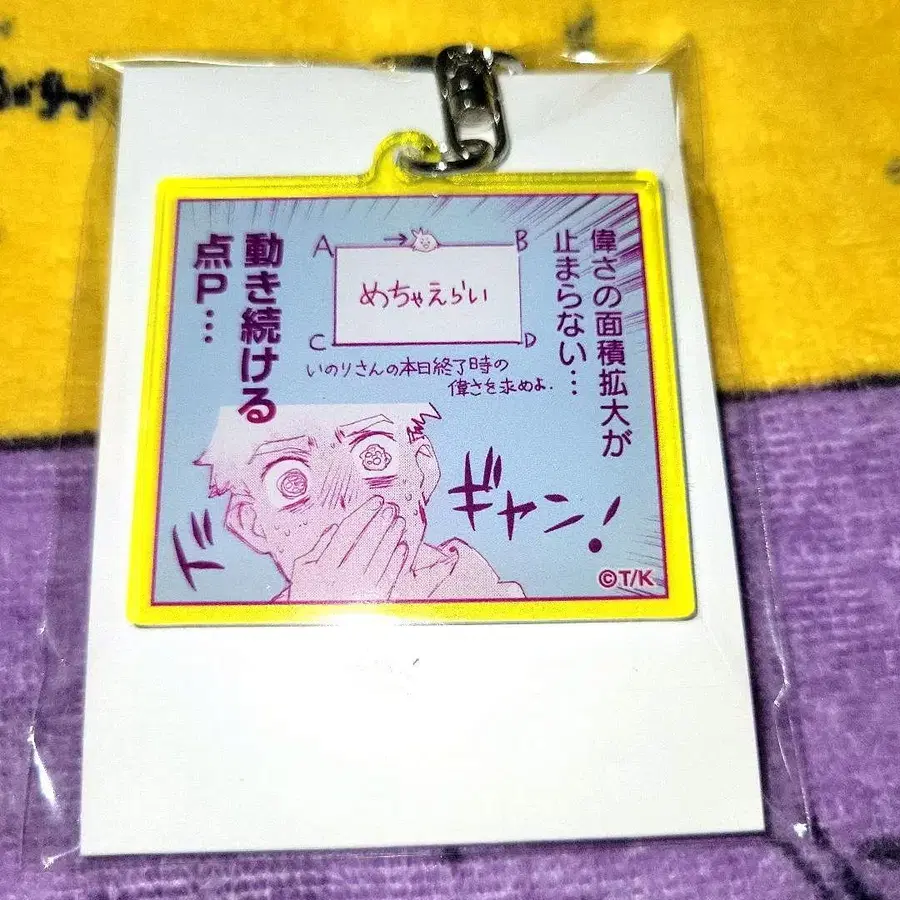 偉さの面積拡大が
止まらない…
A
B
めちゃえらい
C
D
いのりさんの本日終了時の
偉さを求めよ.
動き続ける
点P…
ギャン!
ド
©T/K